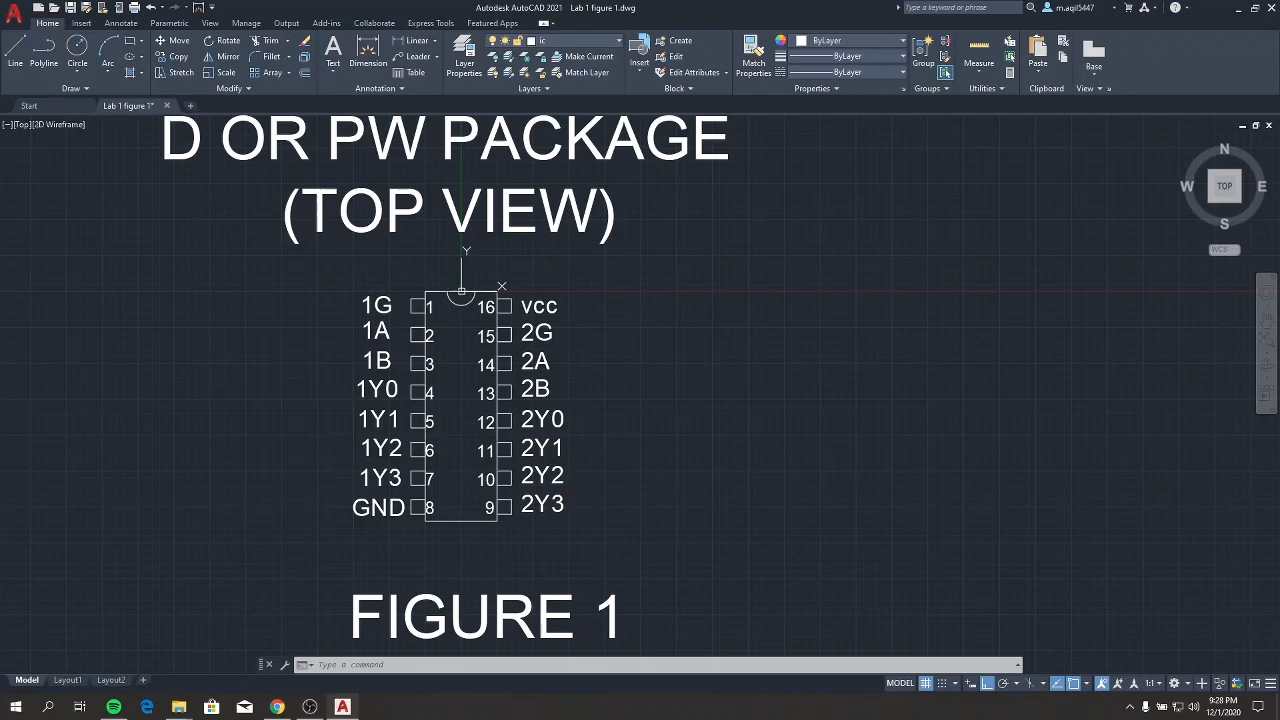 Autodesk AutoCAD 2021 Lab 1 figure 1.dwg
Type a keyword or phrase
m.aqil5447
Home Insert Annotate Parametric View Manage Output Add-ins Collaborate Express Tools Featured Apps
Line Polyline Circle Arc
Move Rotate Trim
Copy Mirror Fillet
Stretch Scale Array
Text Dimension
Linear
Leader
Table
Layer Properties
ic
Make Current
Match Layer
Insert
Create
Edit
Edit Attributes
Match Properties
ByLayer
ByLayer
ByLayer
Group Measure Paste Base
Draw Modify Annotation Layers Block Properties Groups Utilities Clipboard View
Start Lab 1 figure 1*
[−][Top][2D Wireframe]
D OR PW PACKAGE
(TOP VIEW)
N
W TOP E
S
WCS
Y
X
1G 1 16 vcc
1A 2 15 2G
1B 3 14 2A
1Y0 4 13 2B
1Y1 5 12 2Y0
1Y2 6 11 2Y1
1Y3 7 10 2Y2
GND 8 9 2Y3
FIGURE 1
Type a command
Model Layout1 Layout2
MODEL 1:1
9:28 PM
12/1/2020